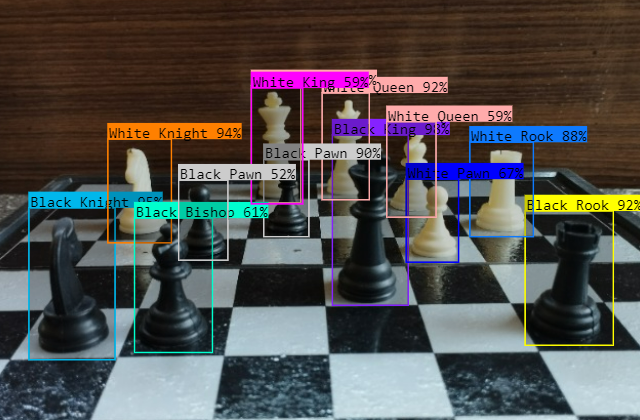 White King 59%
White Queen 92%
White Queen 59%
Black King 98%
White Knight 94%
White Rook 88%
Black Pawn 90%
Black Pawn 52%
White Pawn 67%
Black Knight 95%
Black Bishop 61%
Black Rook 92%